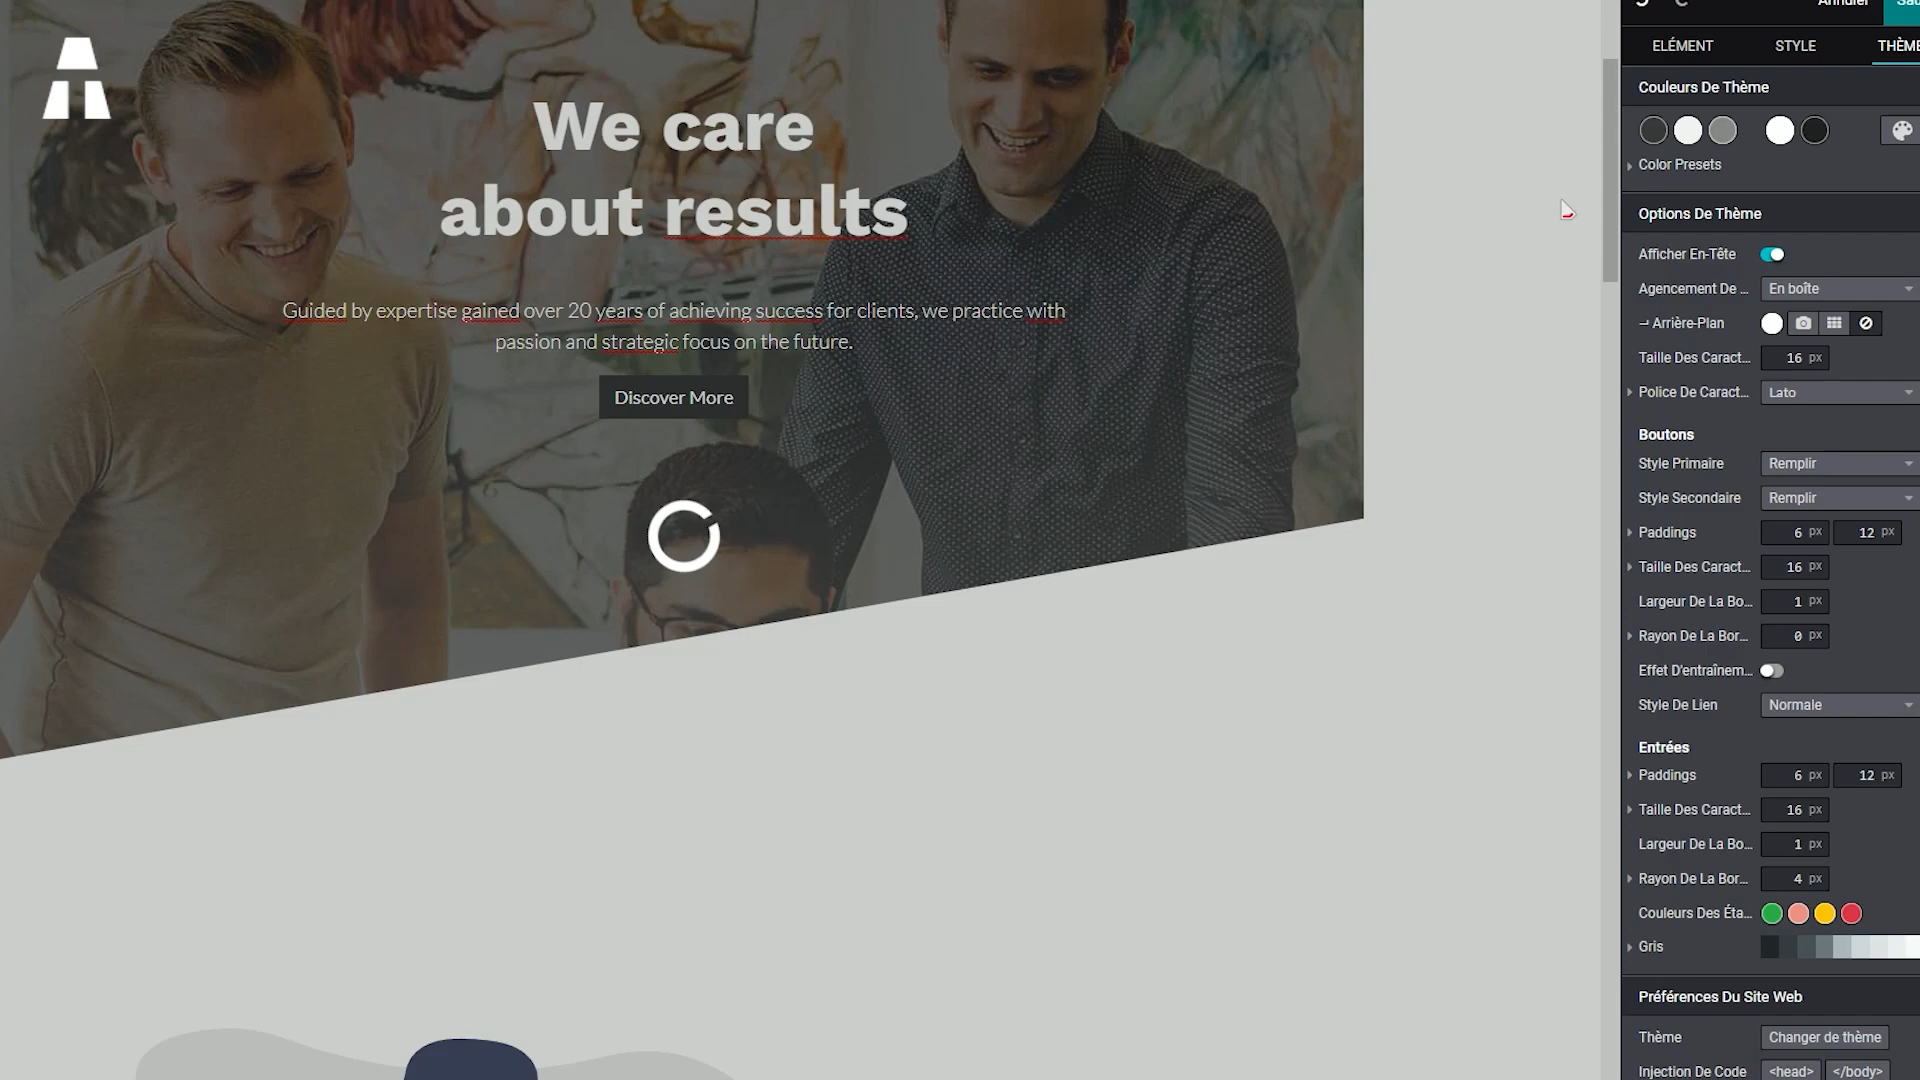 We care
about results
Guided by expertise gained over 20 years of achieving success for clients, we practice with
passion and strategic focus on the future.
Discover More
Annuler
ELÉMENT
STYLE
THÈME
Couleurs De Thème
Color Presets
Options De Thème
Afficher En-Tête
Agencement De ...
En boîte
Arrière-Plan
Taille Des Caract...
16 px
Police De Caract...
Lato
Boutons
Style Primaire
Remplir
Style Secondaire
Remplir
Paddings
6 px
12 px
Taille Des Caract...
16 px
Largeur De La Bo...
1 px
Rayon De La Bor...
0 px
Effet D'entraînem...
Style De Lien
Normale
Entrées
Paddings
6 px
12 px
Taille Des Caract...
16 px
Largeur De La Bo...
1 px
Rayon De La Bor...
4 px
Couleurs Des Éta...
Gris
Préférences Du Site Web
Thème
Changer de thème
Injection De Code
<head>
</body>